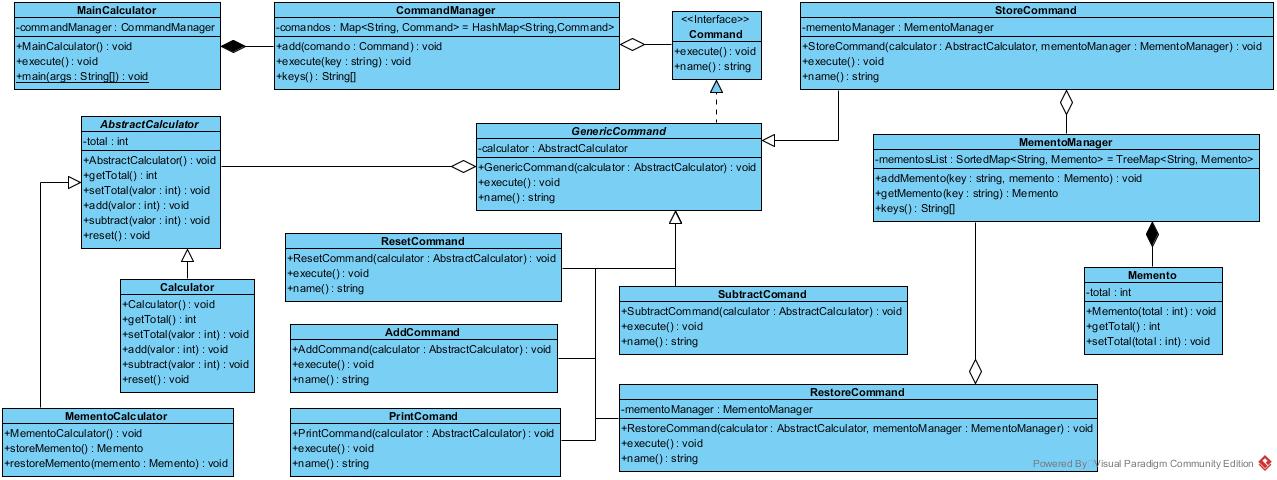 MainCalculator
-commandManager : CommandManager
+MainCalculator() : void
+execute() : void
+main(args : String[]) : void
CommandManager
-comandos : Map<String, Command> = HashMap<String,Command>
+add(comando : Command) : void
+execute(key : string) : void
+keys() : String[]
<<Interface>>
Command
+execute() : void
+name() : string
StoreCommand
-mementoManager : MementoManager
+StoreCommand(calculator : AbstractCalculator, mementoManager : MementoManager) : void
+execute() : void
+name() : string
AbstractCalculator
-total : int
+AbstractCalculator() : void
+getTotal() : int
+setTotal(valor : int) : void
+add(valor : int) : void
+subtract(valor : int) : void
+reset() : void
GenericCommand
-calculator : AbstractCalculator
+GenericCommand(calculator : AbstractCalculator) : void
+execute() : void
+name() : string
MementoManager
-mementosList : SortedMap<String, Memento> = TreeMap<String, Memento>
+addMemento(key : string, memento : Memento) : void
+getMemento(key : string) : Memento
+keys() : String[]
ResetCommand
+ResetCommand(calculator : AbstractCalculator) : void
+execute() : void
+name() : string
Calculator
+Calculator() : void
+getTotal() : int
+setTotal(valor : int) : void
+add(valor : int) : void
+subtract(valor : int) : void
+reset() : void
SubtractComand
+SubtractCommand(calculator : AbstractCalculator) : void
+execute() : void
+name() : string
Memento
-total : int
+Memento(total : int) : void
+getTotal() : int
+setTotal(total : int) : void
AddCommand
+AddCommand(calculator : AbstractCalculator) : void
+execute() : void
+name() : string
MementoCalculator
+MementoCalculator() : void
+storeMemento() : Memento
+restoreMemento(memento : Memento) : void
PrintComand
+PrintCommand(calculator : AbstractCalculator) : void
+execute() : void
+name() : string
RestoreCommand
-mementoManager : MementoManager
+RestoreCommand(calculator : AbstractCalculator, mementoManager : MementoManager) : void
+execute() : void
+name() : string
Powered By Visual Paradigm Community Edition